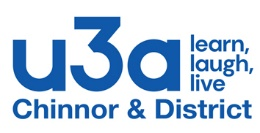 u3a
learn,
laugh,
live
Chinnor & District